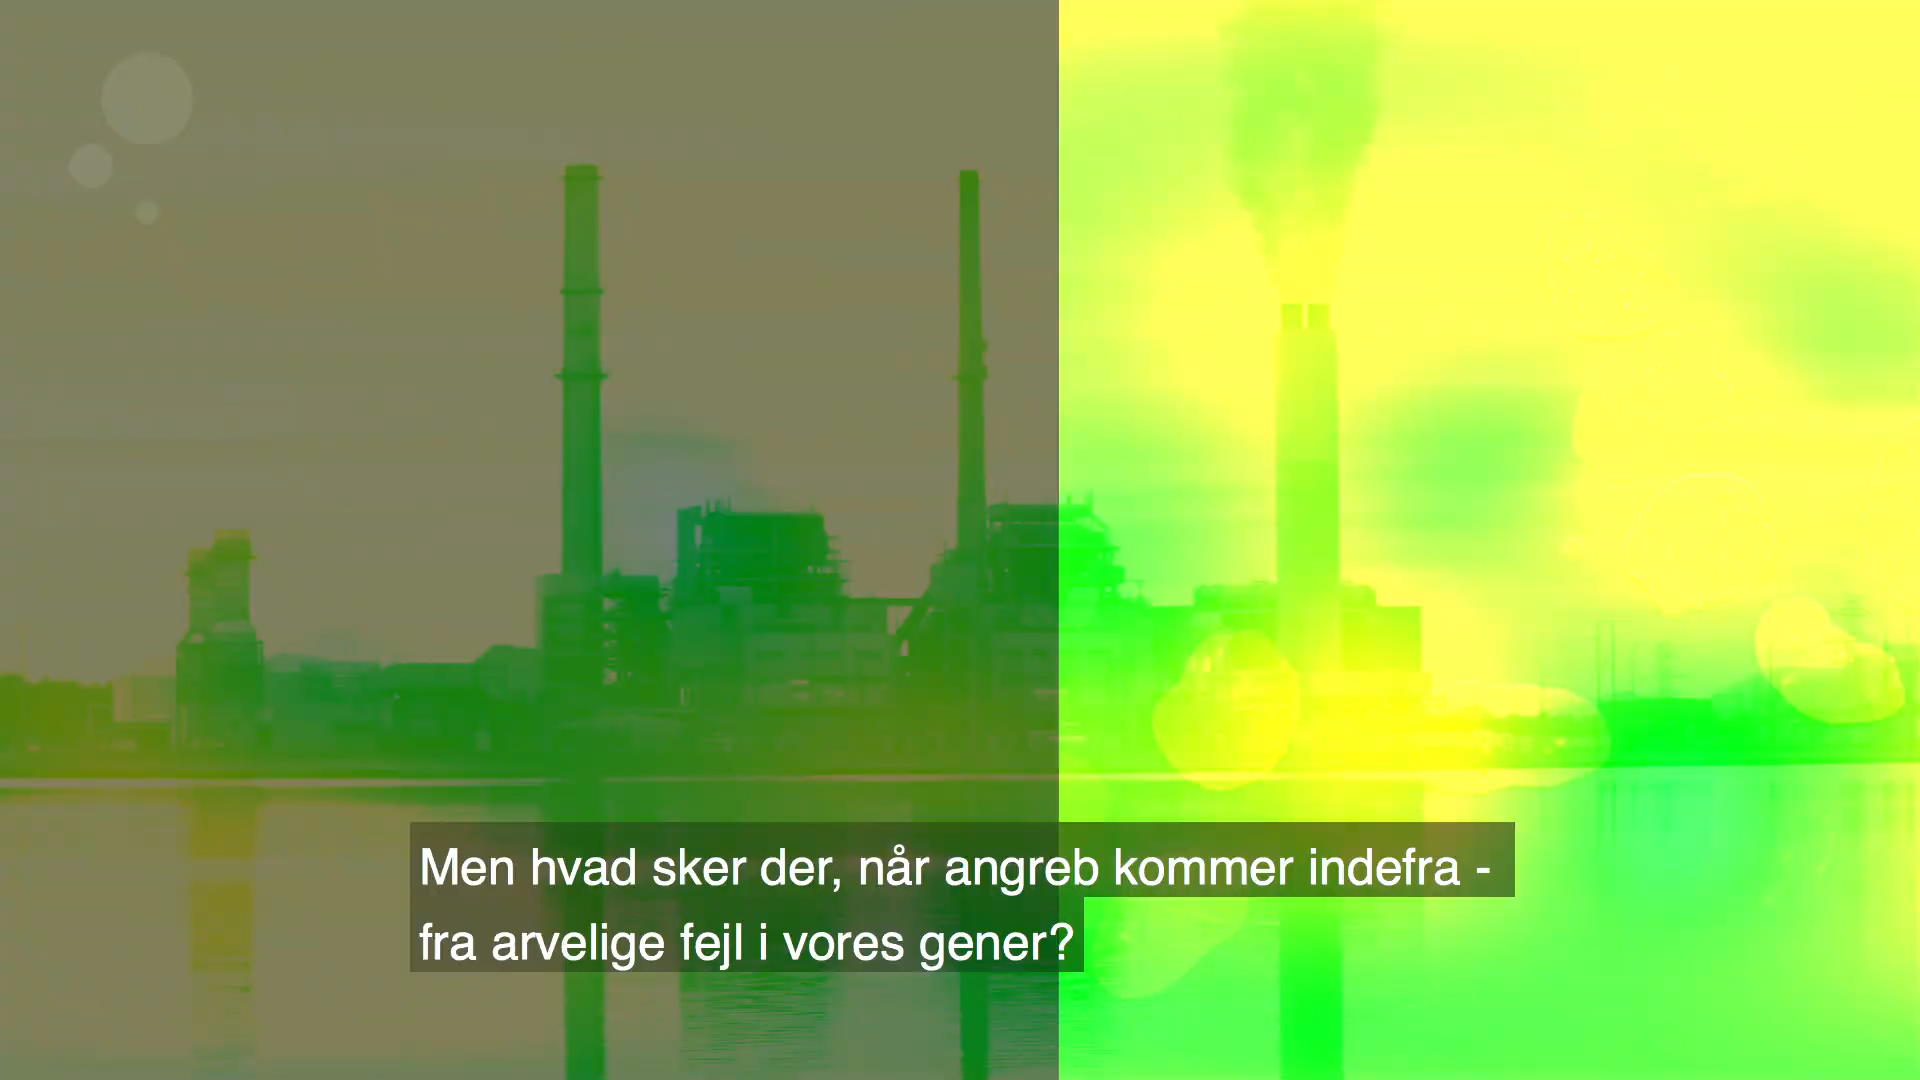 Men hvad sker der, når angreb kommer indefra -
fra arvelige fejl i vores gener?